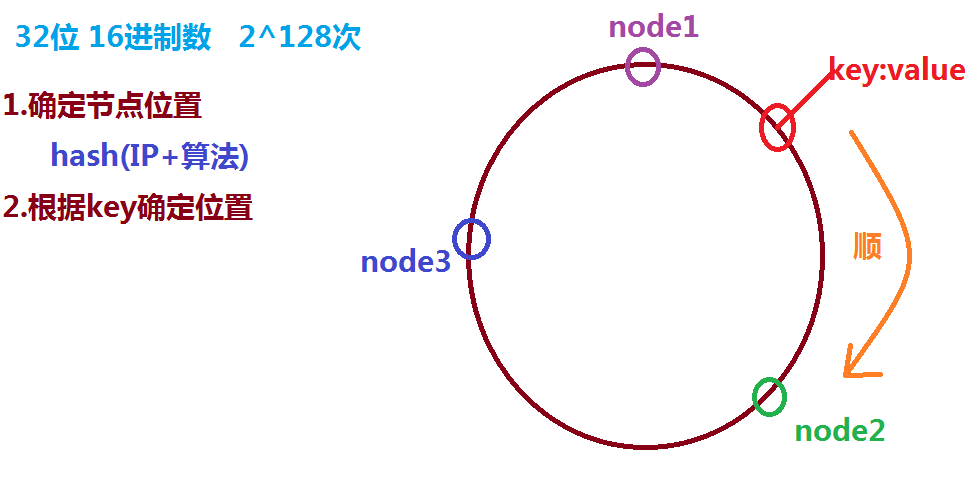 32位 16进制数 2^128次
1.确定节点位置
hash(IP+算法)
2.根据key确定位置
node1
key:value
顺
node3
node2